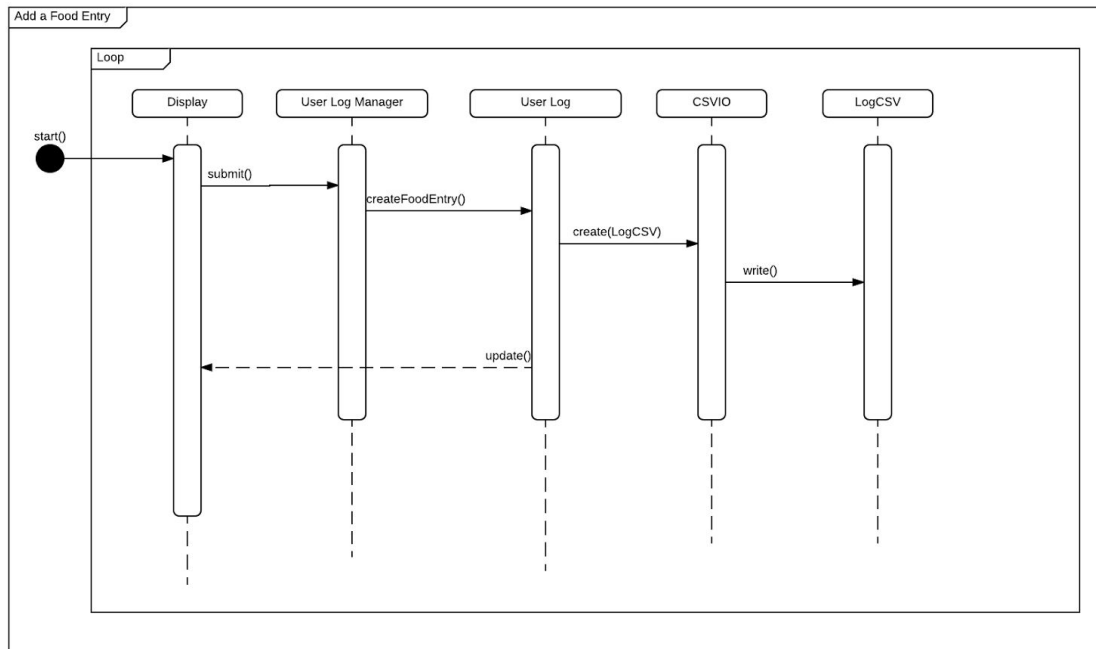 Add a Food Entry
Loop
Display
User Log Manager
User Log
CSVIO
LogCSV
start()
submit()
createFoodEntry()
create(LogCSV)
write()
update()